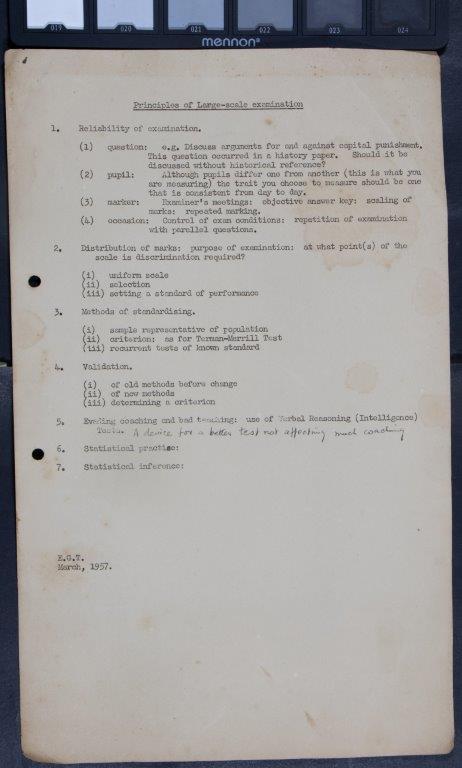 019 020 021 022 023 024
mennon
Principles of Large-scale examination
1. Reliability of examination.
(1) question: e.g. Discuss arguments for and against capital punishment.
This question occurred in a history paper. Should it be
discussed without historical reference?
(2) pupil: Although pupils differ one from another (this is what you
are measuring) the trait you choose to measure should be one
that is consistent from day to day.
(3) marker: Examiner's meetings: objective answer key: scaling of
marks: repeated marking.
(4) occasion: Control of exam conditions: repetition of examination
with parallel questions.
2. Distribution of marks: purpose of examination: at what point(s) of the
scale is discrimination required?
(i) uniform scale
(ii) selection
(iii) setting a standard of performance
3. Methods of standardising.
(i) sample representative of population
(ii) criterion: as for Terman-Merrill Test
(iii) recurrent tests of known standard
4. Validation.
(i) of old methods before change
(ii) of new methods
(iii) determining a criterion
5. Evading coaching and bad teaching: use of Verbal Reasoning (Intelligence)
Tests. A device for a better test not affecting much coaching
6. Statistical practise:
7. Statistical inference:
E.G.T.
March, 1957.